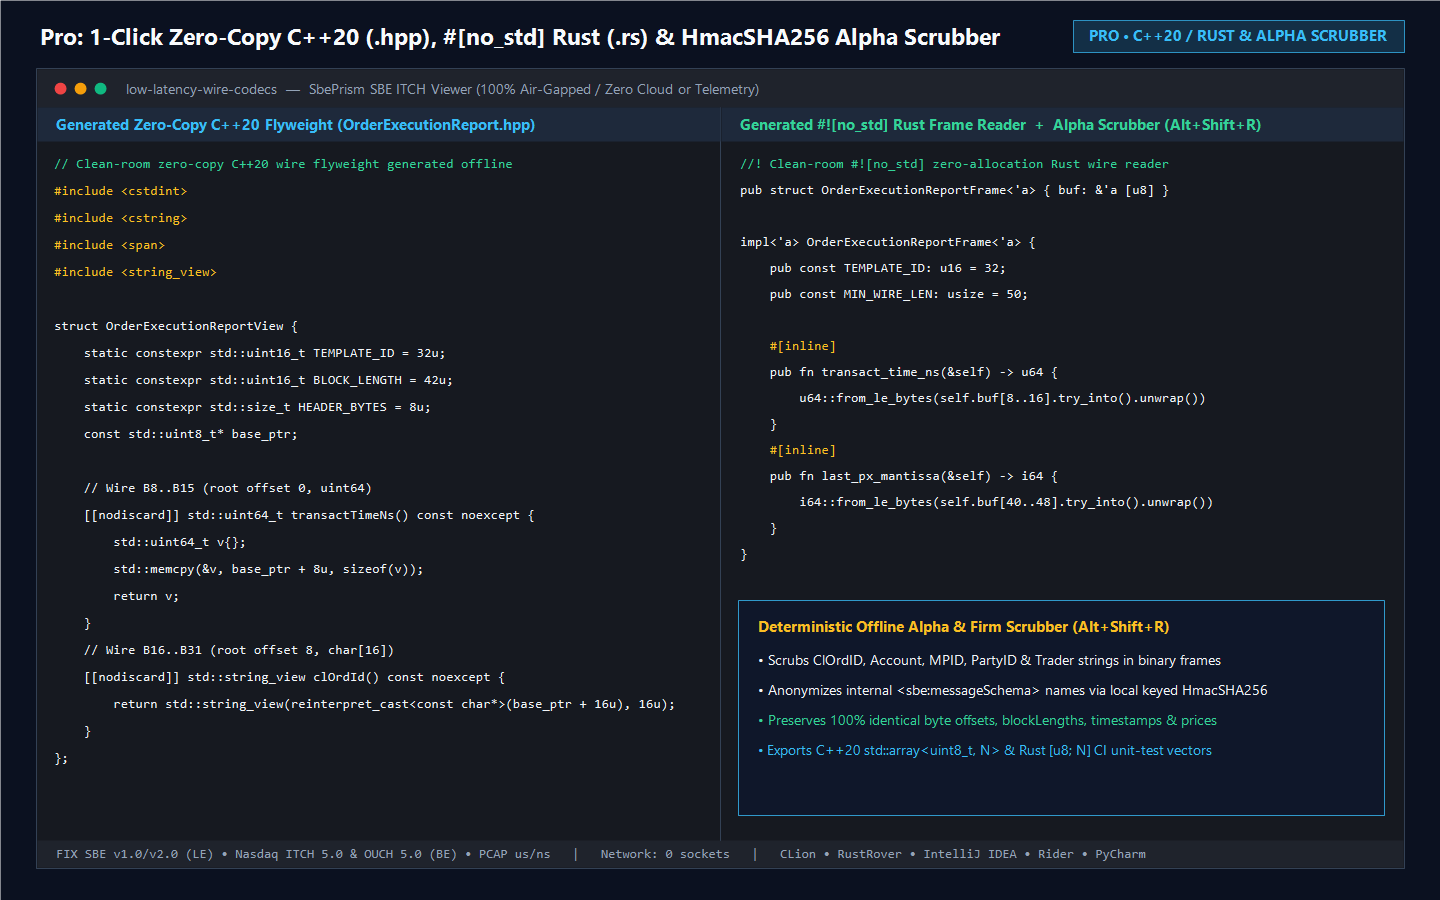 Pro: 1-Click Zero-Copy C++20 (.hpp), #[no_std] Rust (.rs) & HmacSHA256 Alpha Scrubber
PRO • C++20 / RUST & ALPHA SCRUBBER
low-latency-wire-codecs — SbePrism SBE ITCH Viewer (100% Air-Gapped / Zero Cloud or Telemetry)
Generated Zero-Copy C++20 Flyweight (OrderExecutionReport.hpp)
// Clean-room zero-copy C++20 wire flyweight generated offline
#include <cstdint>
#include <cstring>
#include <span>
#include <string_view>
struct OrderExecutionReportView {
static constexpr std::uint16_t TEMPLATE_ID = 32u;
static constexpr std::uint16_t BLOCK_LENGTH = 42u;
static constexpr std::size_t HEADER_BYTES = 8u;
const std::uint8_t* base_ptr;
// Wire B8..B15 (root offset 0, uint64)
[[nodiscard]] std::uint64_t transactTimeNs() const noexcept {
std::uint64_t v{};
std::memcpy(&v, base_ptr + 8u, sizeof(v));
return v;
}
// Wire B16..B31 (root offset 8, char[16])
[[nodiscard]] std::string_view clOrdId() const noexcept {
return std::string_view(reinterpret_cast<const char*>(base_ptr + 16u), 16u);
}
};
Generated #![no_std] Rust Frame Reader + Alpha Scrubber (Alt+Shift+R)
//! Clean-room #![no_std] zero-allocation Rust wire reader
pub struct OrderExecutionReportFrame<'a> { buf: &'a [u8] }
impl<'a> OrderExecutionReportFrame<'a> {
pub const TEMPLATE_ID: u16 = 32;
pub const MIN_WIRE_LEN: usize = 50;
#[inline]
pub fn transact_time_ns(&self) -> u64 {
u64::from_le_bytes(self.buf[8..16].try_into().unwrap())
}
#[inline]
pub fn last_px_mantissa(&self) -> i64 {
i64::from_le_bytes(self.buf[40..48].try_into().unwrap())
}
}
Deterministic Offline Alpha & Firm Scrubber (Alt+Shift+R)
• Scrubs ClOrdID, Account, MPID, PartyID & Trader strings in binary frames
• Anonymizes internal <sbe:messageSchema> names via local keyed HmacSHA256
• Preserves 100% identical byte offsets, blockLengths, timestamps & prices
• Exports C++20 std::array<uint8_t, N> & Rust [u8; N] CI unit-test vectors
FIX SBE v1.0/v2.0 (LE) • Nasdaq ITCH 5.0 & OUCH 5.0 (BE) • PCAP us/ns | Network: 0 sockets | CLion • RustRover • IntelliJ IDEA • Rider • PyCharm